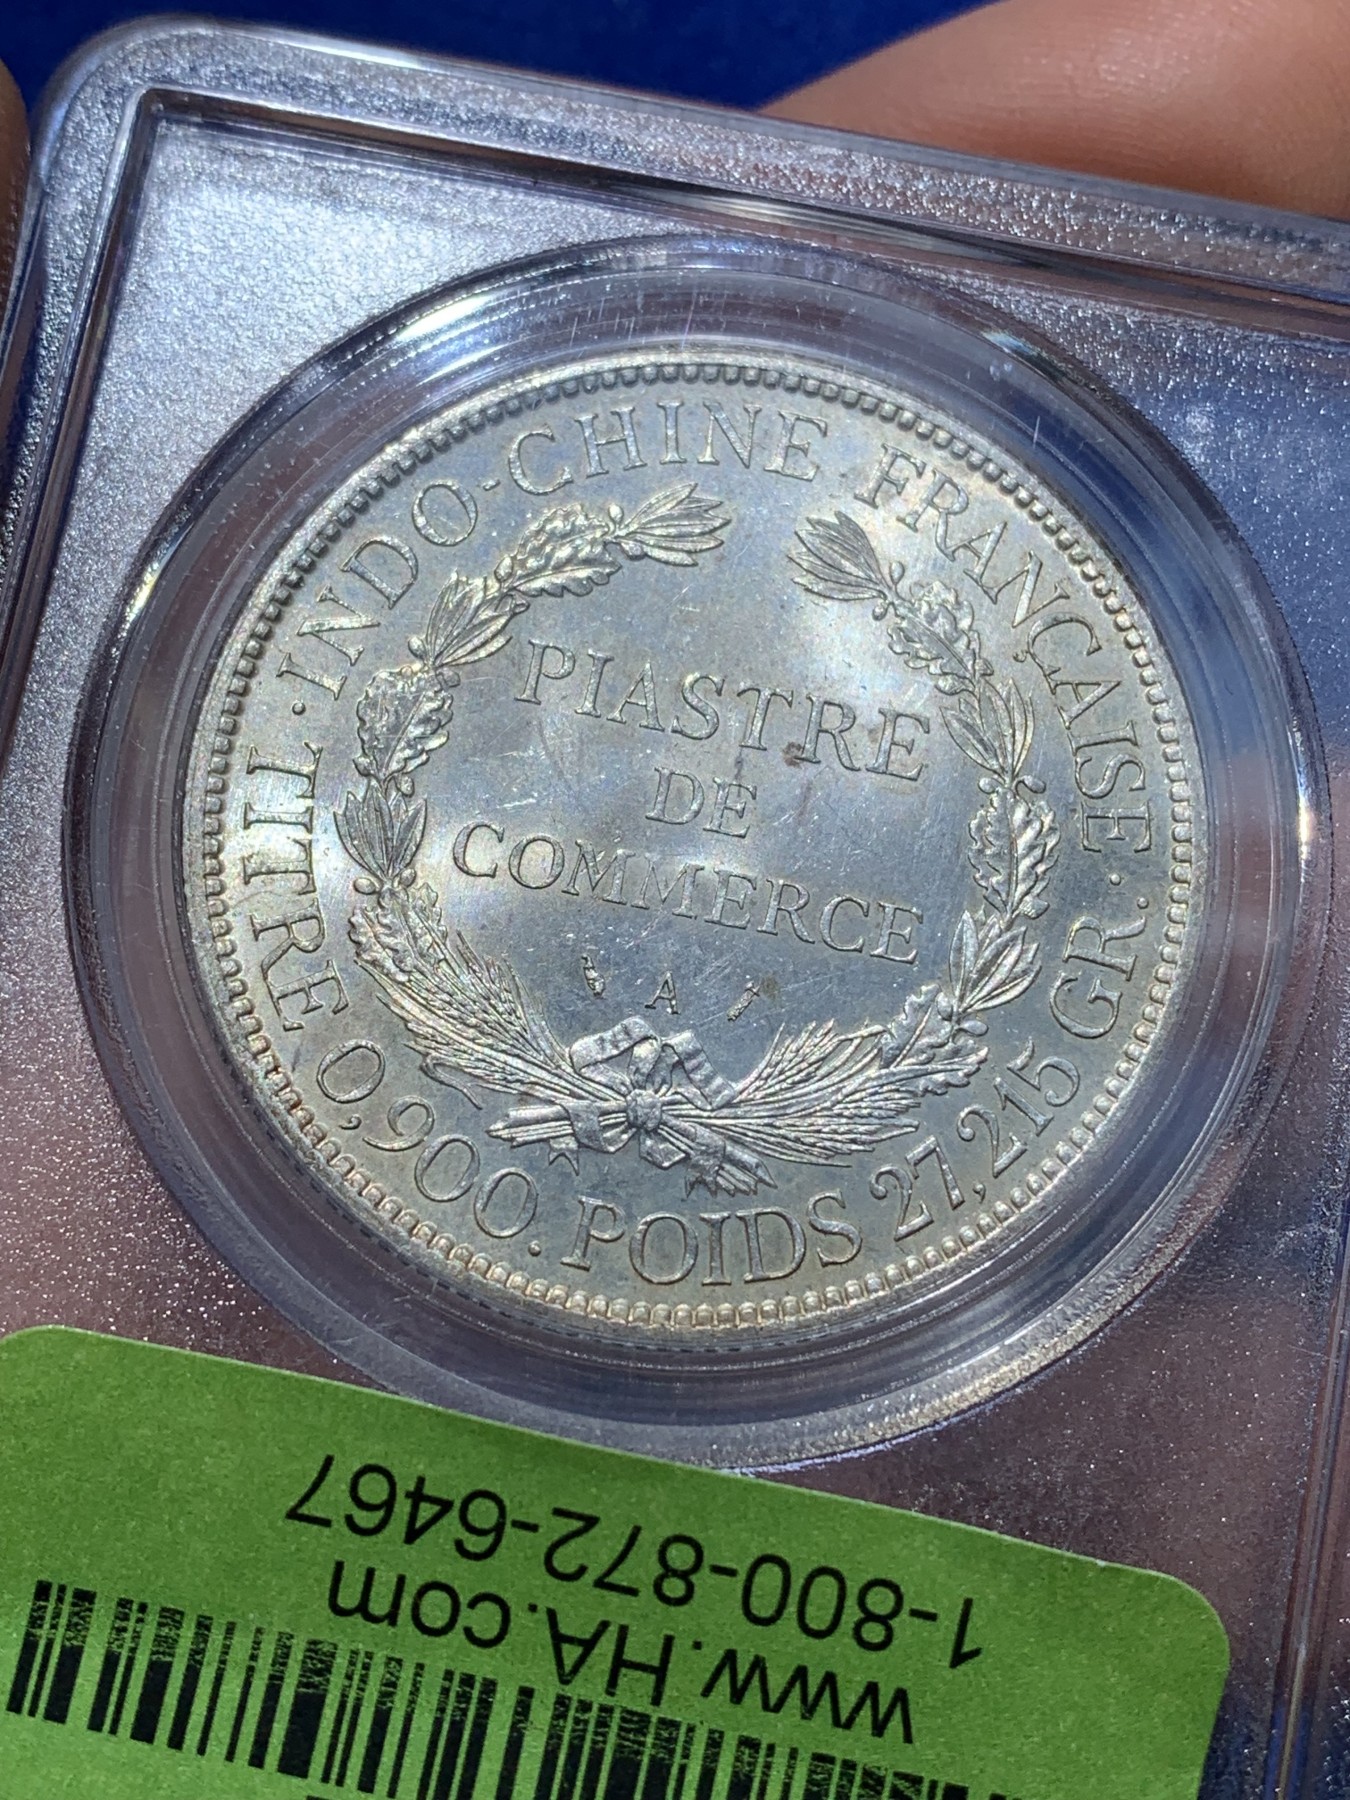 INDO-CHINE FRANÇAISE
PIASTRE
DE
COMMERCE
A
TITRE 0,900. POIDS 27,215 GR.
1-800-872-6467
www.HA.com